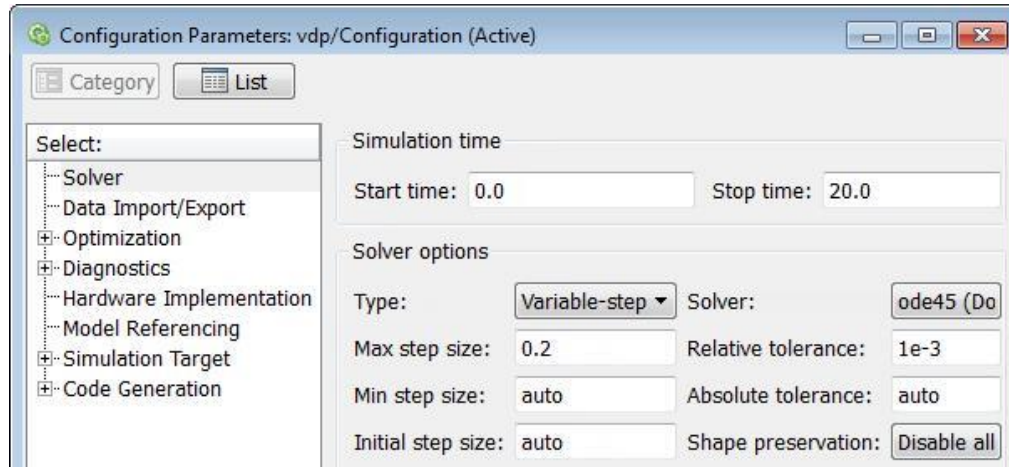 Configuration Parameters: vdp/Configuration (Active)
Category List
Select:
Solver
Data Import/Export
Optimization
Diagnostics
Hardware Implementation
Model Referencing
Simulation Target
Code Generation
Simulation time
Start time: 0.0 Stop time: 20.0
Solver options
Type: Variable-step Solver: ode45 (Do
Max step size: 0.2 Relative tolerance: 1e-3
Min step size: auto Absolute tolerance: auto
Initial step size: auto Shape preservation: Disable all